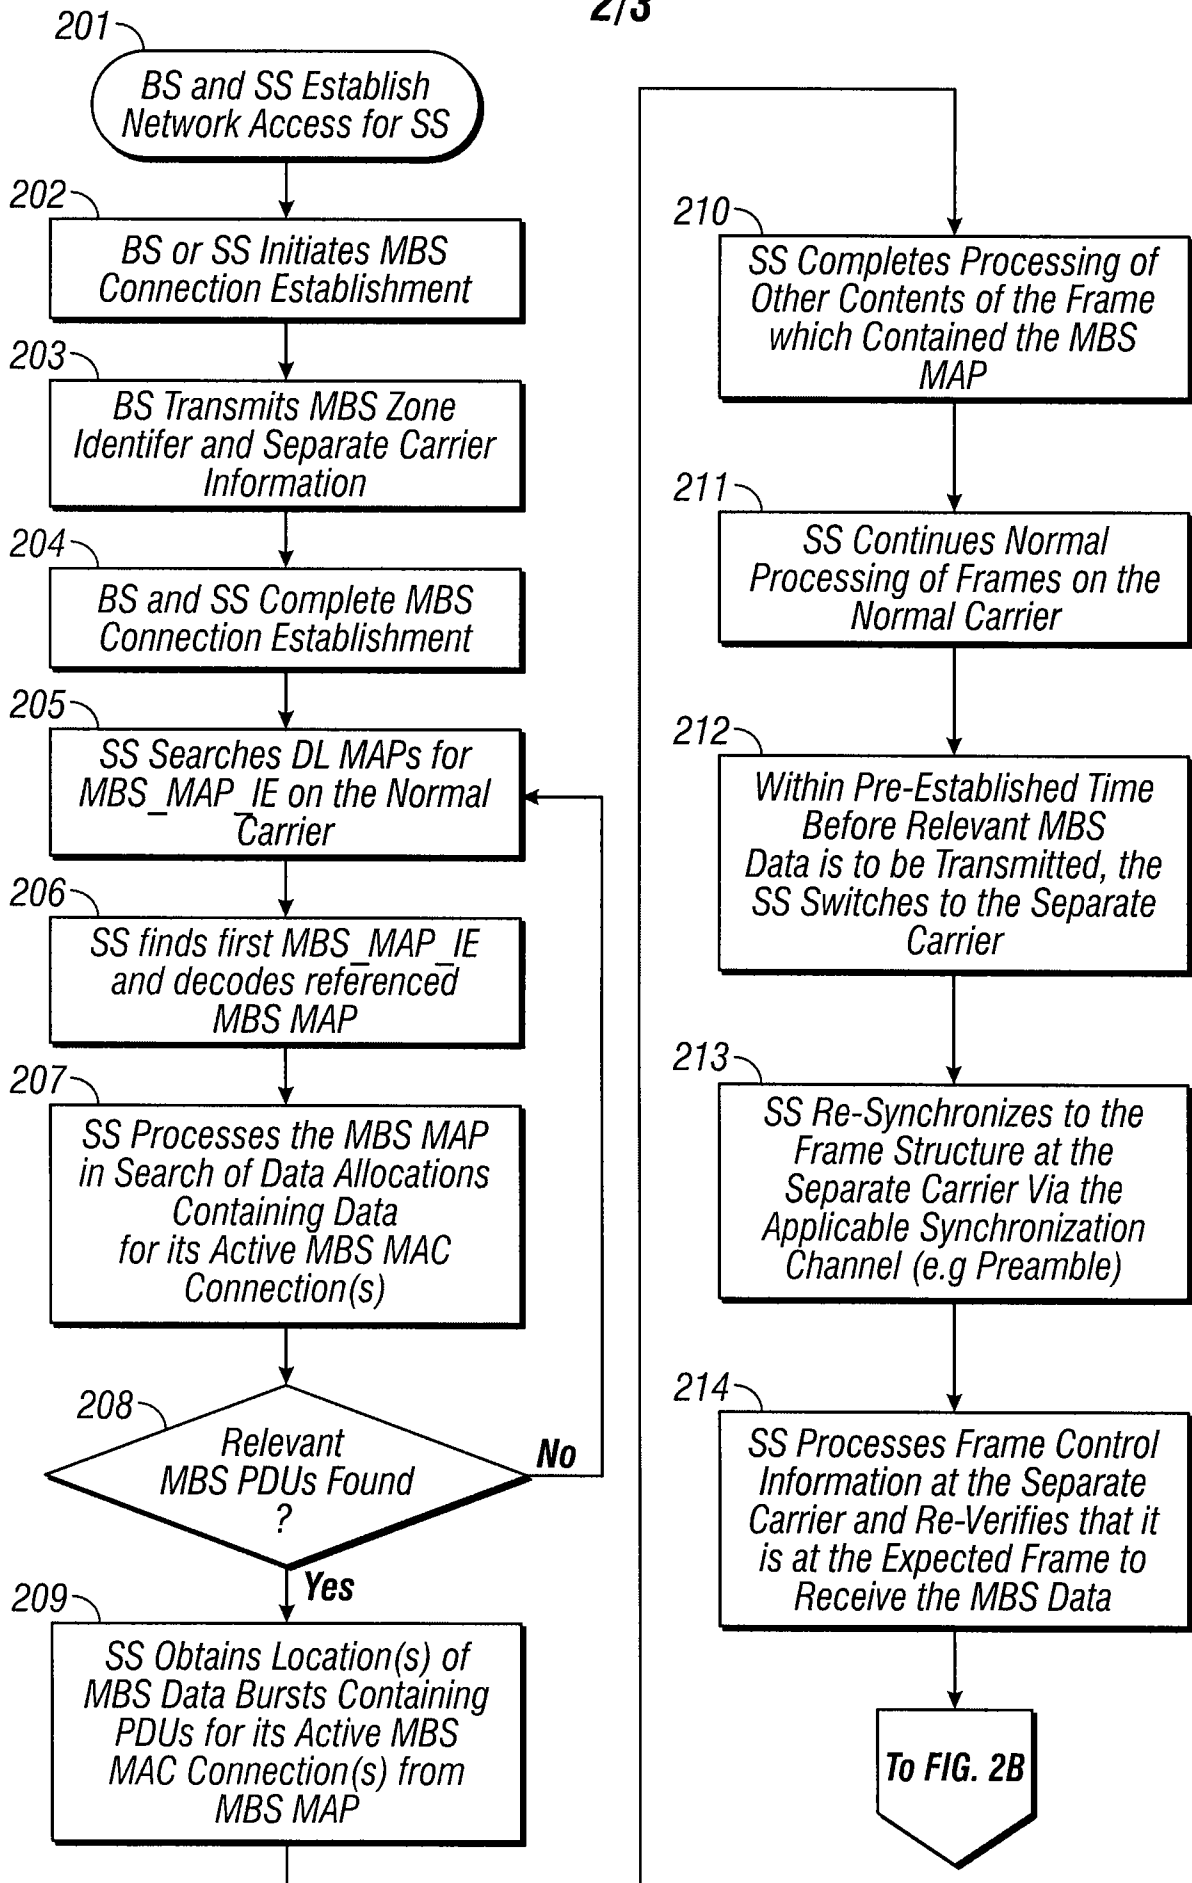 2/3
201
BS and SS Establish
Network Access for SS
202
BS or SS Initiates MBS
Connection Establishment
203
BS Transmits MBS Zone
Identifer and Separate Carrier
Information
204
BS and SS Complete MBS
Connection Establishment
205
SS Searches DL MAPs for
MBS_MAP_IE on the Normal
Carrier
206
SS finds first MBS_MAP_IE
and decodes referenced
MBS MAP
207
SS Processes the MBS MAP
in Search of Data Allocations
Containing Data
for its Active MBS MAC
Connection(s)
208
Relevant
MBS PDUs Found
?
No
Yes
209
SS Obtains Location(s) of
MBS Data Bursts Containing
PDUs for its Active MBS
MAC Connection(s) from
MBS MAP
210
SS Completes Processing of
Other Contents of the Frame
which Contained the MBS
MAP
211
SS Continues Normal
Processing of Frames on the
Normal Carrier
212
Within Pre-Established Time
Before Relevant MBS
Data is to be Transmitted, the
SS Switches to the Separate
Carrier
213
SS Re-Synchronizes to the
Frame Structure at the
Separate Carrier Via the
Applicable Synchronization
Channel (e.g Preamble)
214
SS Processes Frame Control
Information at the Separate
Carrier and Re-Verifies that it
is at the Expected Frame to
Receive the MBS Data
To FIG. 2B